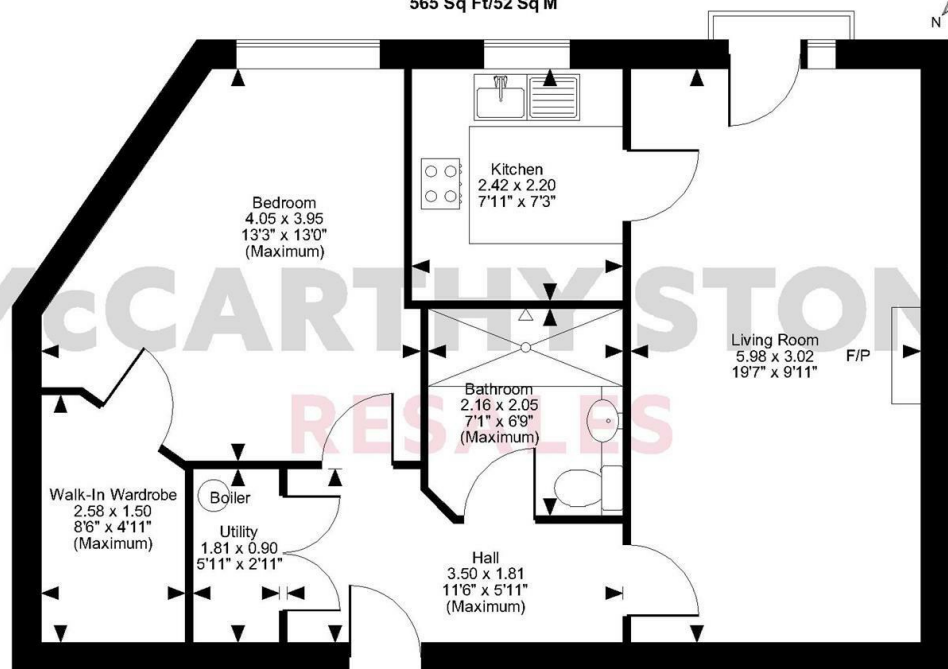 565 Sq Ft/52 Sq M
N
Kitchen
2.42 x 2.20
7'11" x 7'3"
Bedroom
4.05 x 3.95
13'3" x 13'0"
(Maximum)
McCARTHY STON
RESALES
Living Room
5.98 x 3.02
19'7" x 9'11"
F/P
Bathroom
2.16 x 2.05
7'1" x 6'9"
(Maximum)
Walk-In Wardrobe
2.58 x 1.50
8'6" x 4'11"
(Maximum)
Boiler
Utility
1.81 x 0.90
5'11" x 2'11"
Hall
3.50 x 1.81
11'6" x 5'11"
(Maximum)